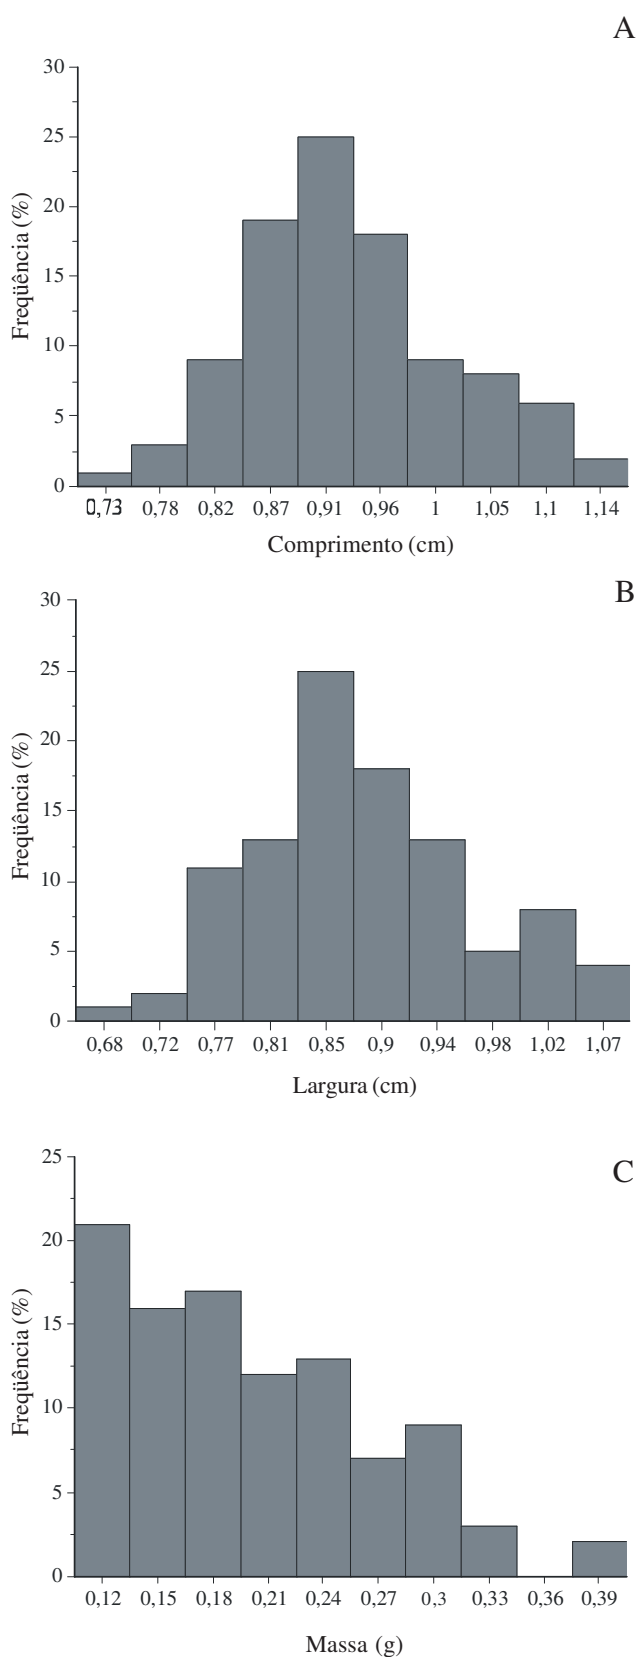 A
30
25
20
15
10
5
0
Freqüência (%)
0,73 0,78 0,82 0,87 0,91 0,96 1 1,05 1,1 1,14
Comprimento (cm)
B
30
25
20
15
10
5
0
Freqüência (%)
0,68 0,72 0,77 0,81 0,85 0,9 0,94 0,98 1,02 1,07
Largura (cm)
C
25
20
15
10
5
0
Freqüência (%)
0,12 0,15 0,18 0,21 0,24 0,27 0,3 0,33 0,36 0,39
Massa (g)